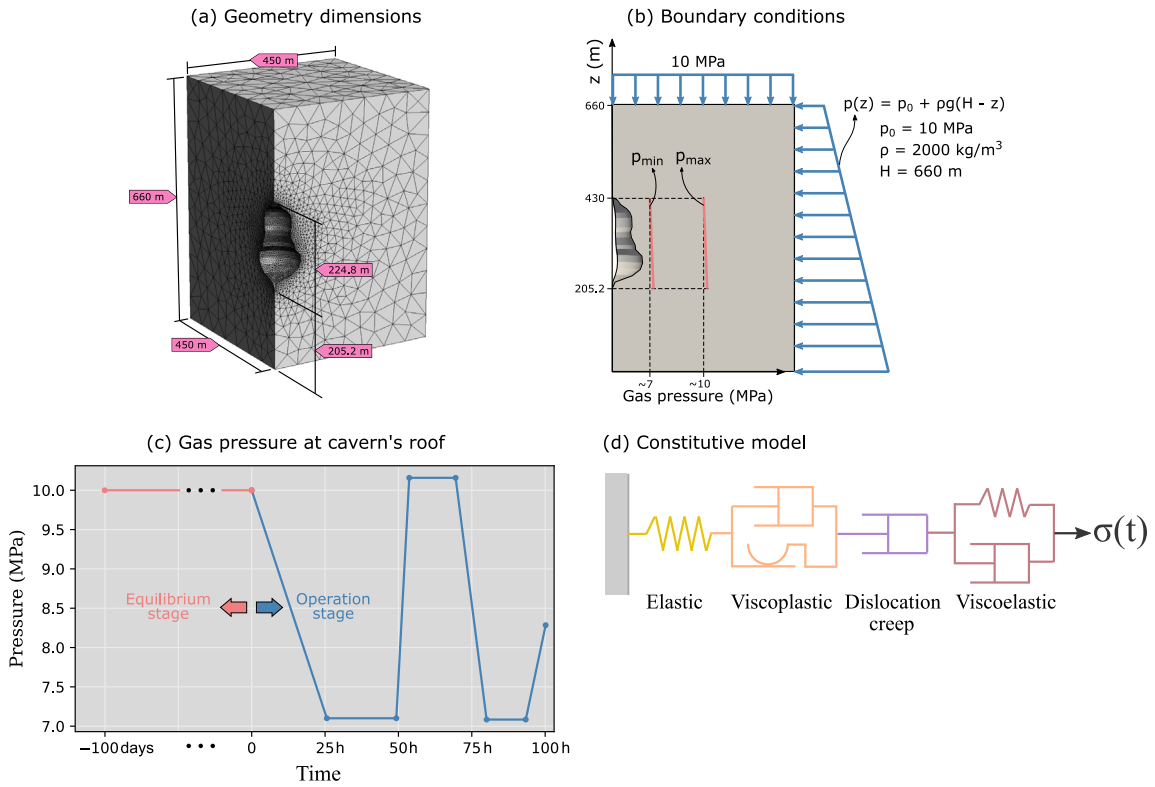 (a) Geometry dimensions
450 m
660 m
224.8 m
450 m
205.2 m
(b) Boundary conditions
z (m)
10 MPa
660
p(z) = p₀ + ρg(H - z)
p₀ = 10 MPa
ρ = 2000 kg/m³
H = 660 m
pmin
pmax
430
205.2
~7
~10
Gas pressure (MPa)
(c) Gas pressure at cavern's roof
Pressure (MPa)
10.0
9.5
9.0
8.5
8.0
7.5
7.0
Equilibrium
stage
Operation
stage
−100 days
0
25 h
50 h
75 h
100 h
Time
(d) Constitutive model
σ(t)
Elastic
Viscoplastic
Dislocation
creep
Viscoelastic